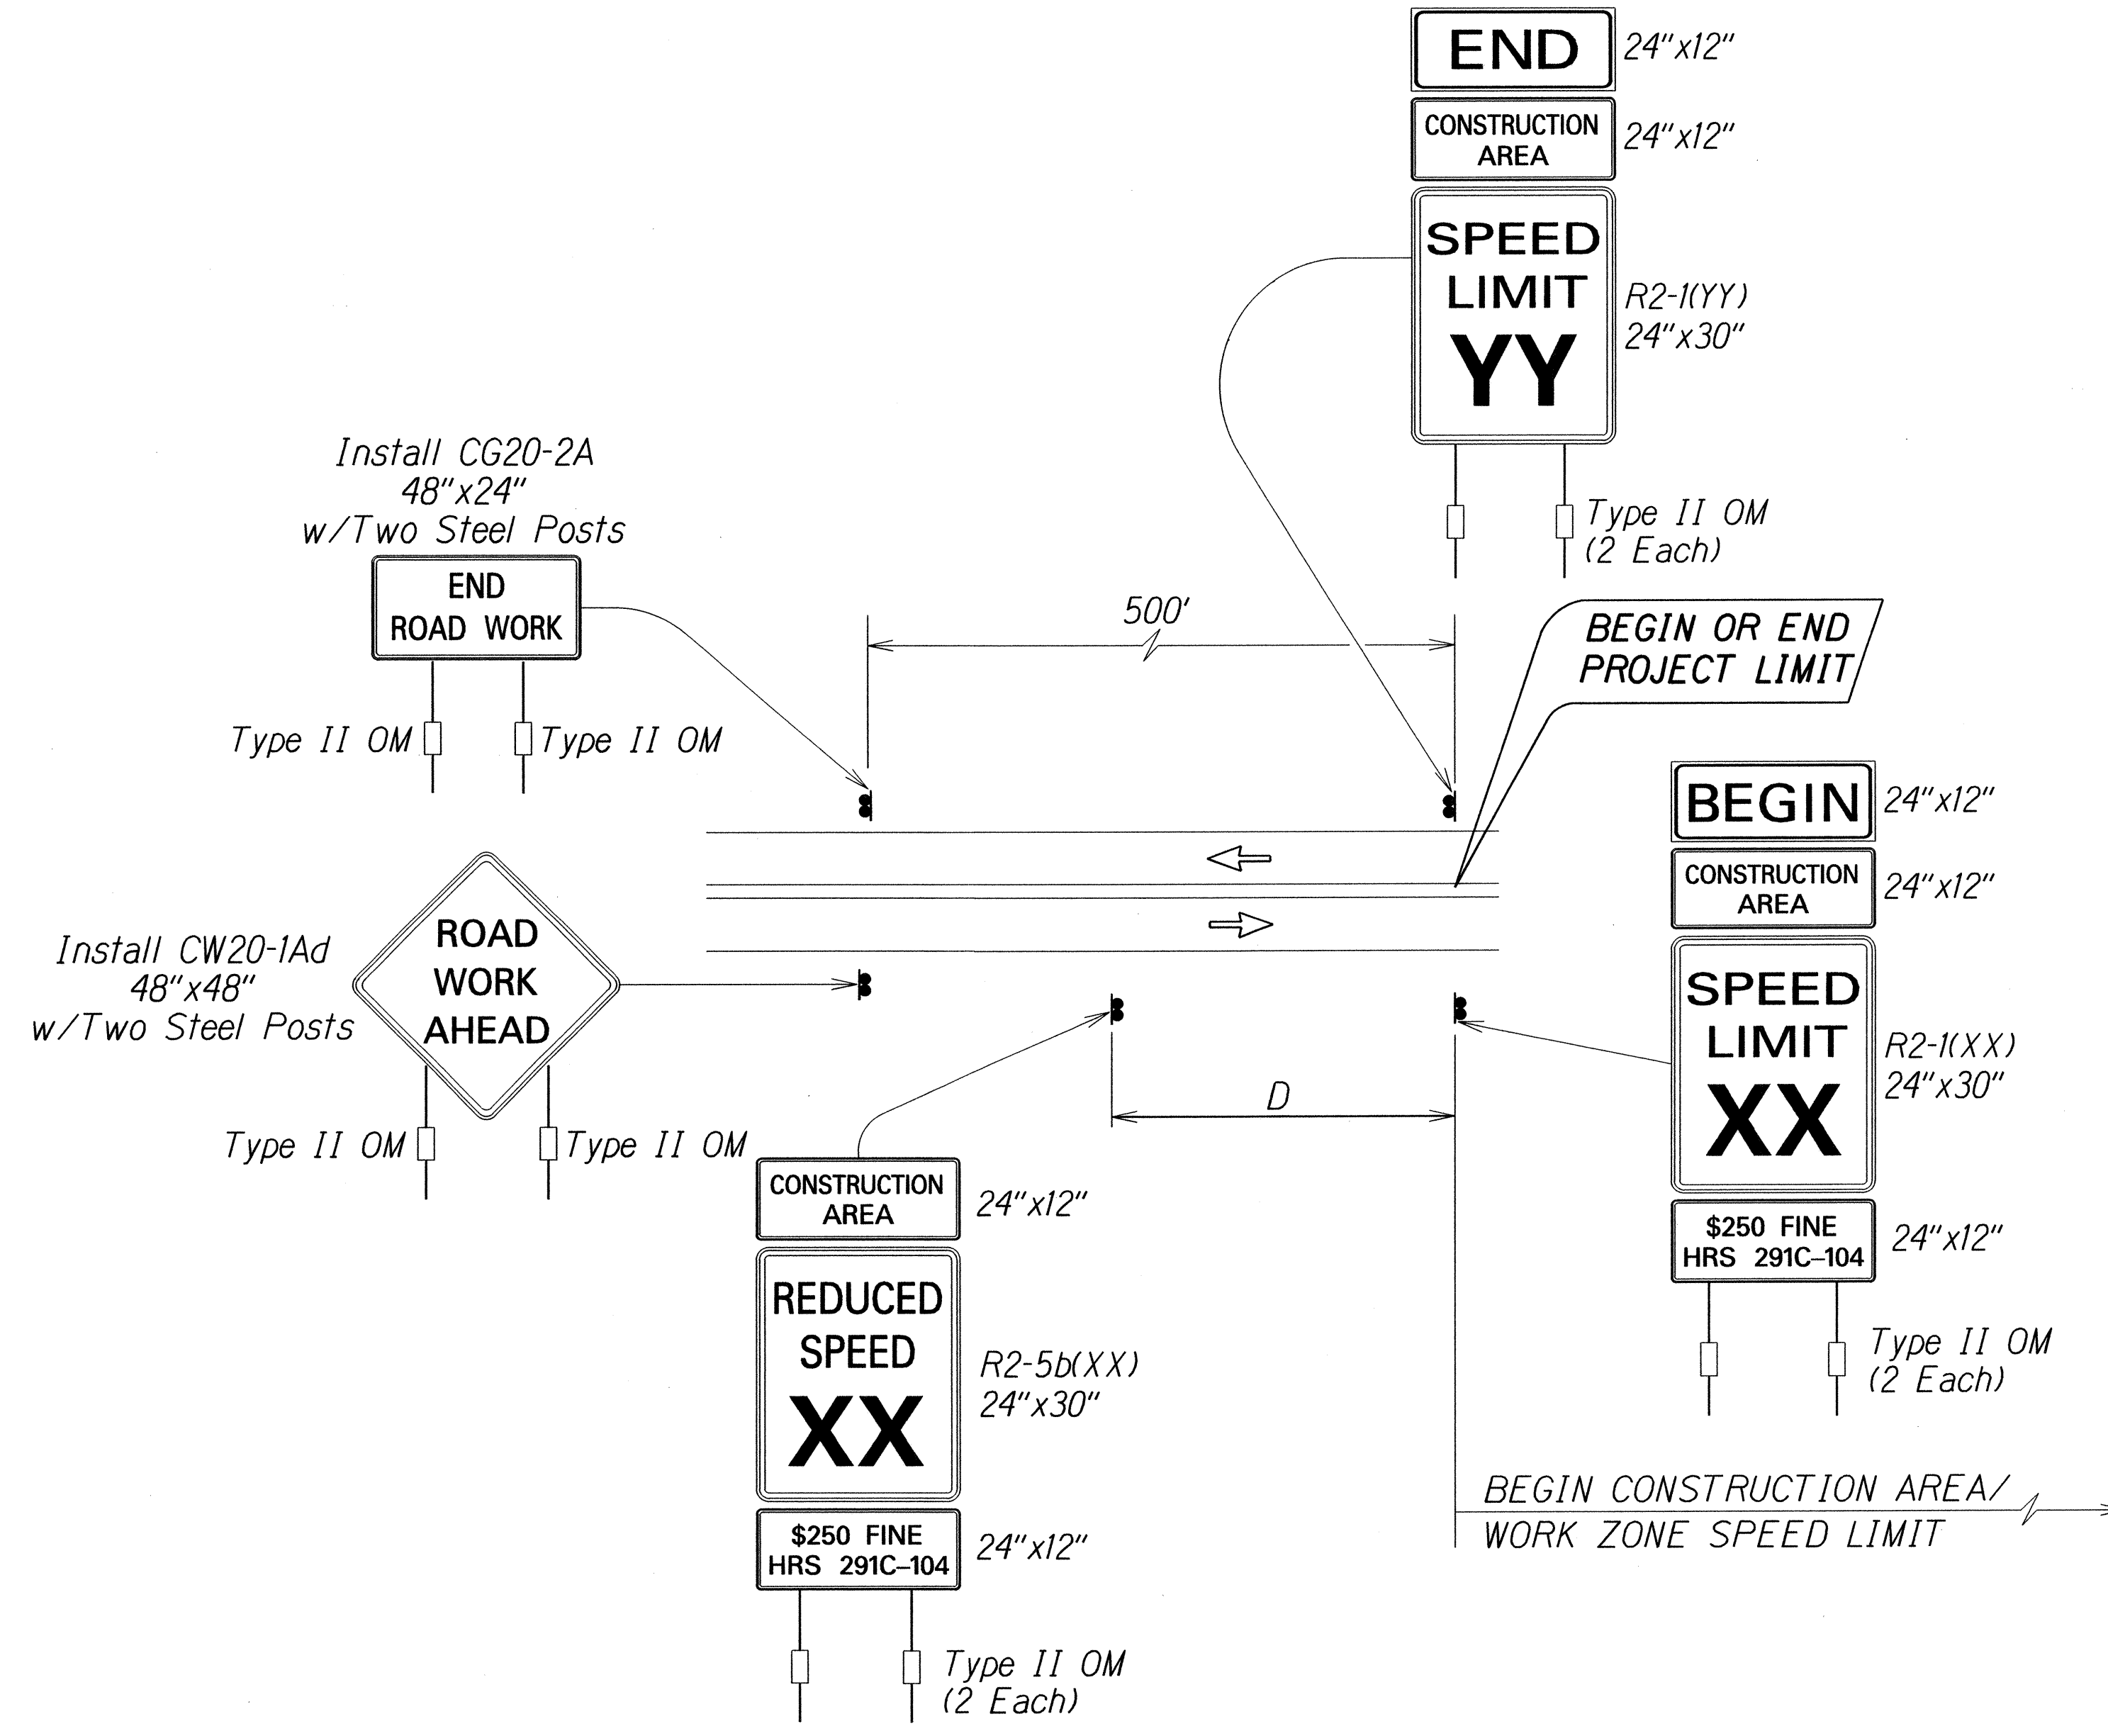 END
24"x12"
CONSTRUCTION
AREA
24"x12"
SPEED
LIMIT
YY
R2-1(YY)
24"x30"
Type II OM
(2 Each)
Install CG20-2A
48"x24"
w/Two Steel Posts
END
ROAD WORK
Type II OM
Type II OM
500'
BEGIN OR END
PROJECT LIMIT
BEGIN
24"x12"
CONSTRUCTION
AREA
24"x12"
SPEED
LIMIT
XX
R2-1(XX)
24"x30"
$250 FINE
HRS 291C–104
24"x12"
Type II OM
(2 Each)
Install CW20-1Ad
48"x48"
w/Two Steel Posts
ROAD
WORK
AHEAD
Type II OM
Type II OM
D
CONSTRUCTION
AREA
24"x12"
REDUCED
SPEED
XX
R2-5b(XX)
24"x30"
$250 FINE
HRS 291C–104
24"x12"
Type II OM
(2 Each)
BEGIN CONSTRUCTION AREA/
WORK ZONE SPEED LIMIT